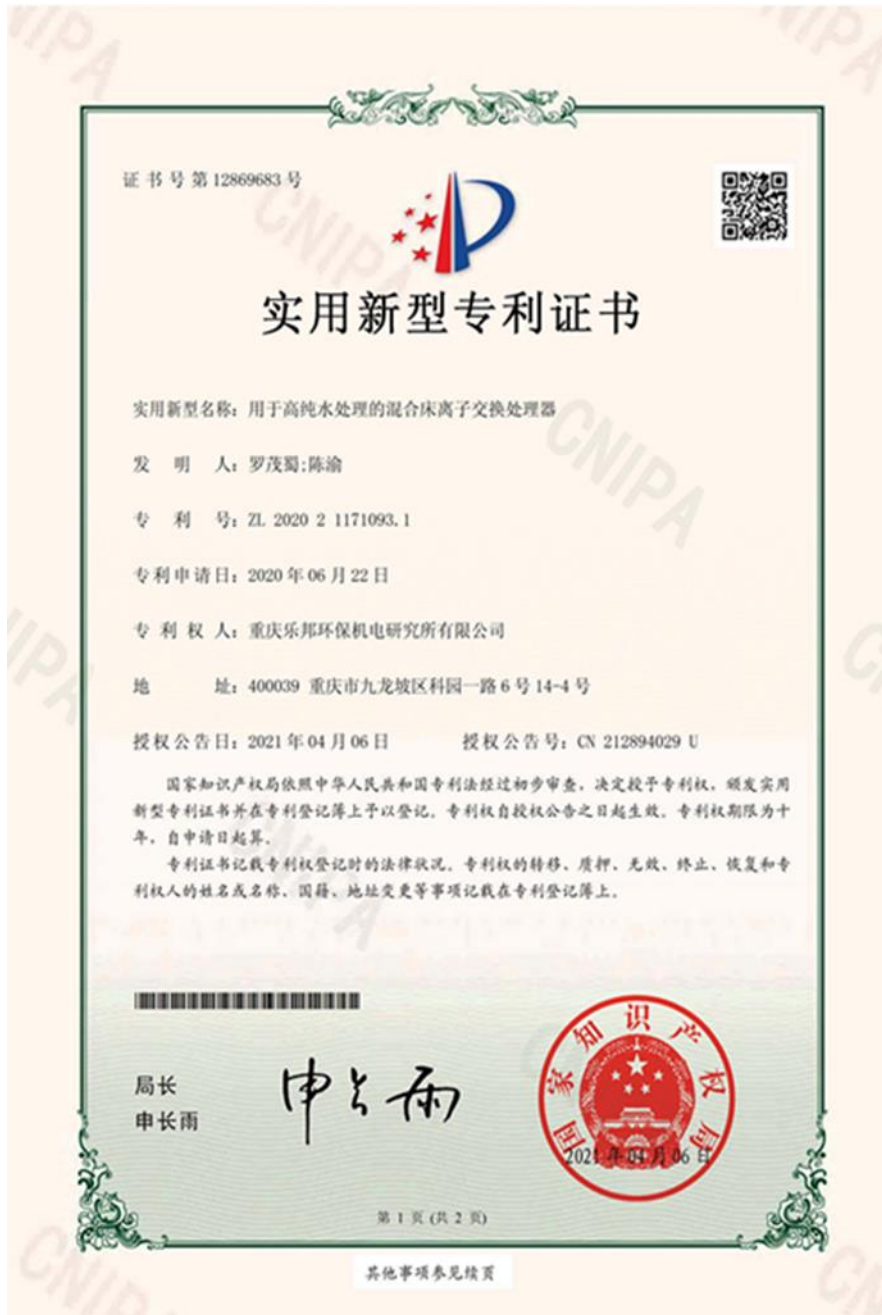 证书号第12869683号
实用新型专利证书
实用新型名称：用于高纯水处理的混合床离子交换处理器
发 明 人：罗茂蜀;陈渝
专 利 号：ZL 2020 2 1171093.1
专利申请日：2020年06月22日
专 利 权 人：重庆乐邦环保机电研究所有限公司
地 址：400039 重庆市九龙坡区科园一路6号14-4号
授权公告日：2021年04月06日 授权公告号：CN 212894029 U
国家知识产权局依照中华人民共和国专利法经过初步审查，决定授予专利权，颁发实用
新型专利证书并在专利登记簿上予以登记。专利权自授权公告之日起生效。专利权期限为十
年，自申请日起算。
专利证书记载专利权登记时的法律状况。专利权的转移、质押、无效、终止、恢复和专
利权人的姓名或名称、国籍、地址变更等事项记载在专利登记簿上。
局长
申长雨
申长雨
国家知识产权局
2021年04月06日
第 1 页 (共 2 页)
其他事项参见续页
CNIPA
CNIPA
CNIPA
CNIPA
CNIPA